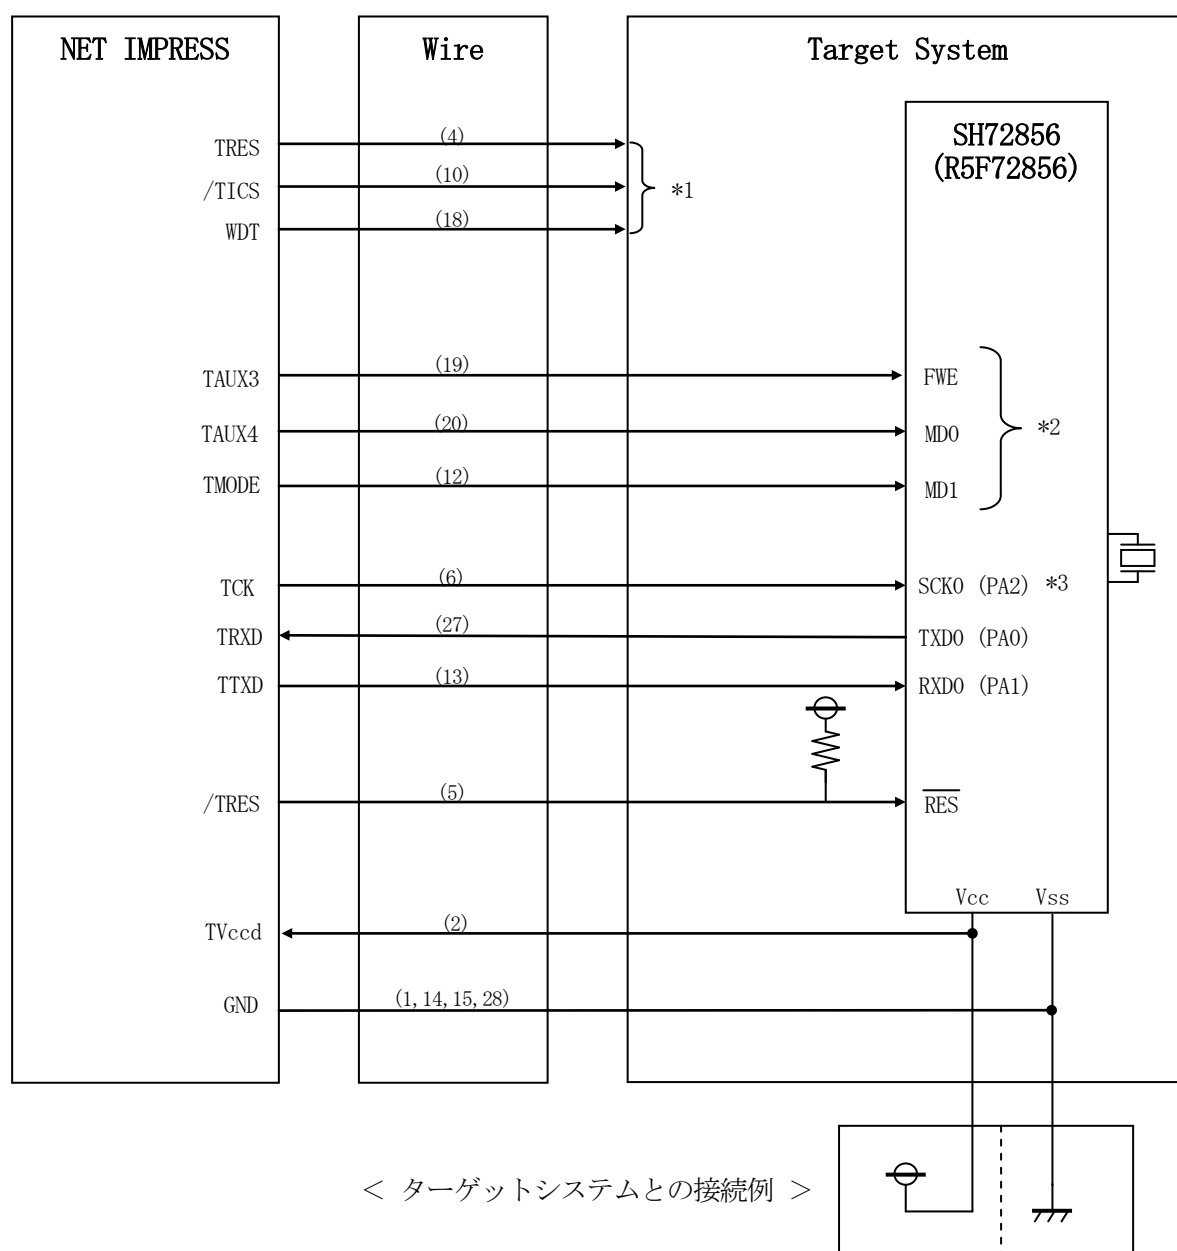 NET IMPRESS
Wire
Target System
SH72856
(R5F72856)
TRES (4)
/TICS (10) *1
WDT (18)
TAUX3 (19) FWE
TAUX4 (20) MD0 *2
TMODE (12) MD1
TCK (6) SCK0 (PA2) *3
TRXD (27) TXD0 (PA0)
TTXD (13) RXD0 (PA1)
/TRES (5) RES
Vcc Vss
TVccd (2)
GND (1,14,15,28)
< ターゲットシステムとの接続例 >